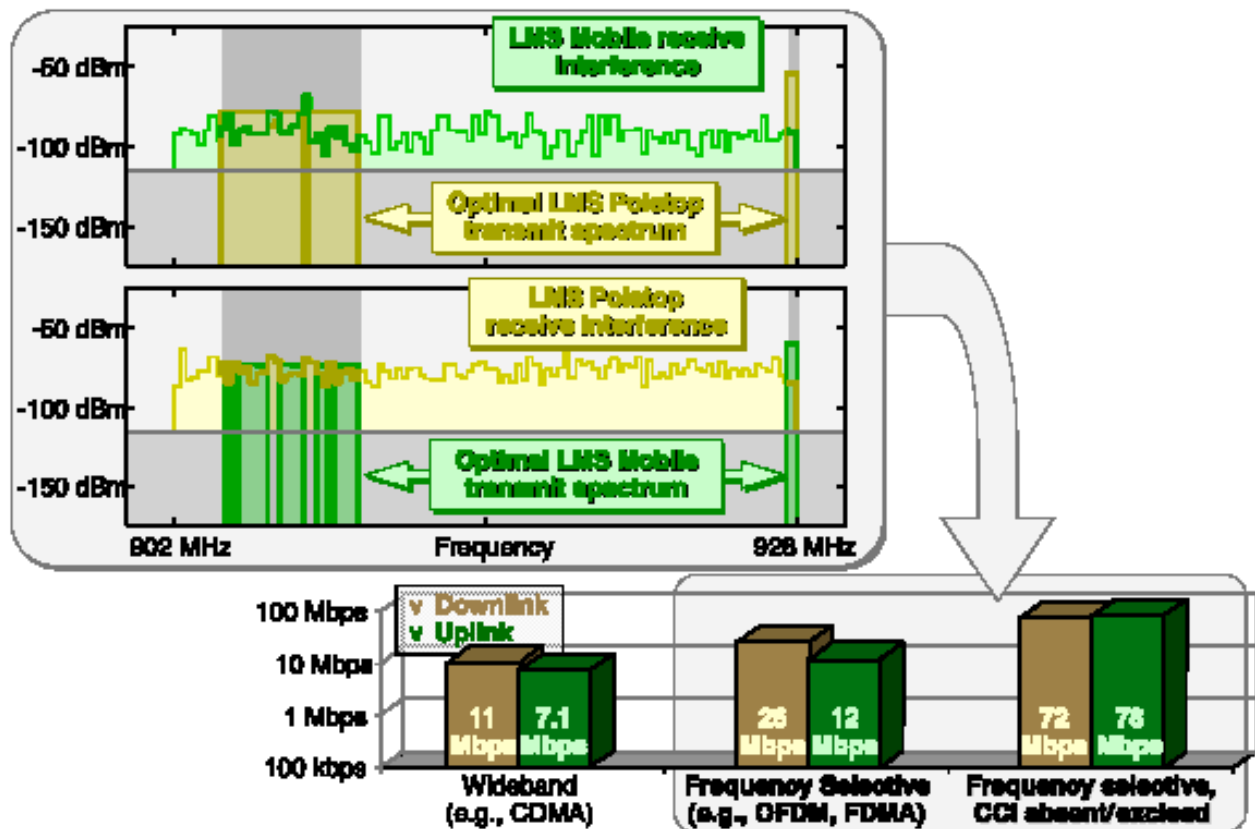 LMS Mobile receive
Interference
-50 dBm
-100 dBm
Optimal LMS Poletop
transmit spectrum
-150 dBm
LMS Poletop
receive Interference
-50 dBm
-100 dBm
Optimal LMS Mobile
transmit spectrum
-150 dBm
902 MHz
Frequency
928 MHz
100 Mbps
v Downlink
v Uplink
10 Mbps
1 Mbps
100 kbps
11
Mbps
7.1
Mbps
12
Mbps
72
Mbps
Mbps
Mbps
Wideband
(e.g., CDMA)
Frequency Selective
(e.g., OFDM, FDMA)
Frequency selective,
CCI absent/excised